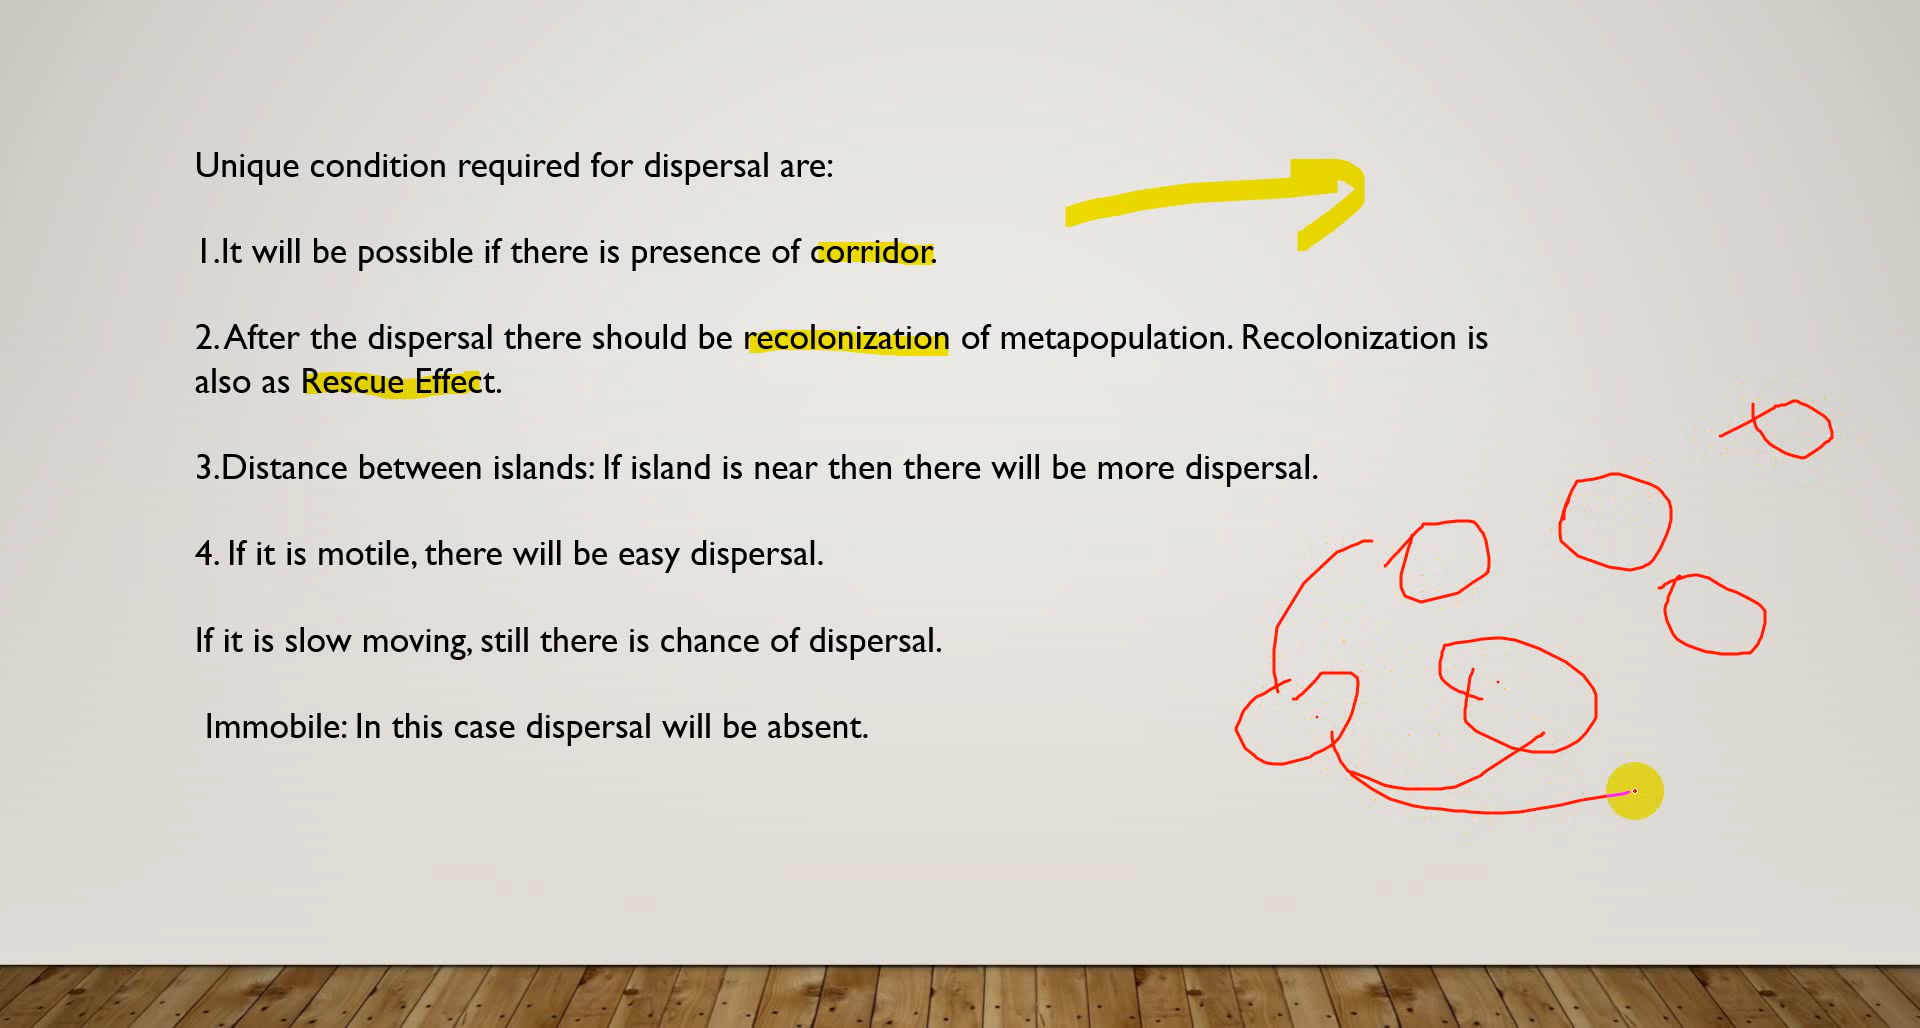 Unique condition required for dispersal are:
1.It will be possible if there is presence of corridor.
2. After the dispersal there should be recolonization of metapopulation. Recolonization is
also as Rescue Effect.
3.Distance between islands: If island is near then there will be more dispersal.
4. If it is motile, there will be easy dispersal.
If it is slow moving, still there is chance of dispersal.
Immobile: In this case dispersal will be absent.